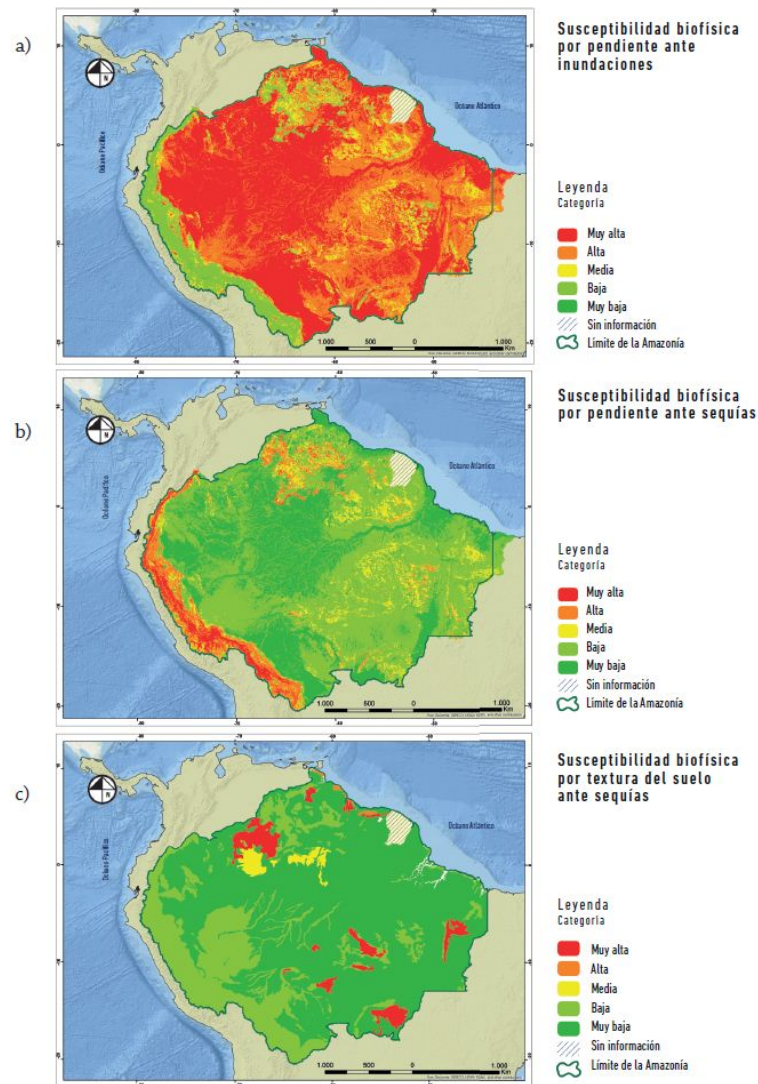 a)
Susceptibilidad biofísica
por pendiente ante
inundaciones
Océano Atlántico
Océano Pacífico
N
Leyenda
Categoría
Muy alta
Alta
Media
Baja
Muy baja
Sin información
Límite de la Amazonía
1.000 500 0 1.000
Km
b)
Susceptibilidad biofísica
por pendiente ante sequías
Océano Atlántico
Océano Pacífico
N
Leyenda
Categoría
Muy alta
Alta
Media
Baja
Muy baja
Sin información
Límite de la Amazonía
1.000 500 0 1.000
Km
c)
Susceptibilidad biofísica
por textura del suelo
ante sequías
Océano Atlántico
Océano Pacífico
N
Leyenda
Categoría
Muy alta
Alta
Media
Baja
Muy baja
Sin información
Límite de la Amazonía
1.000 500 0 1.000
Km